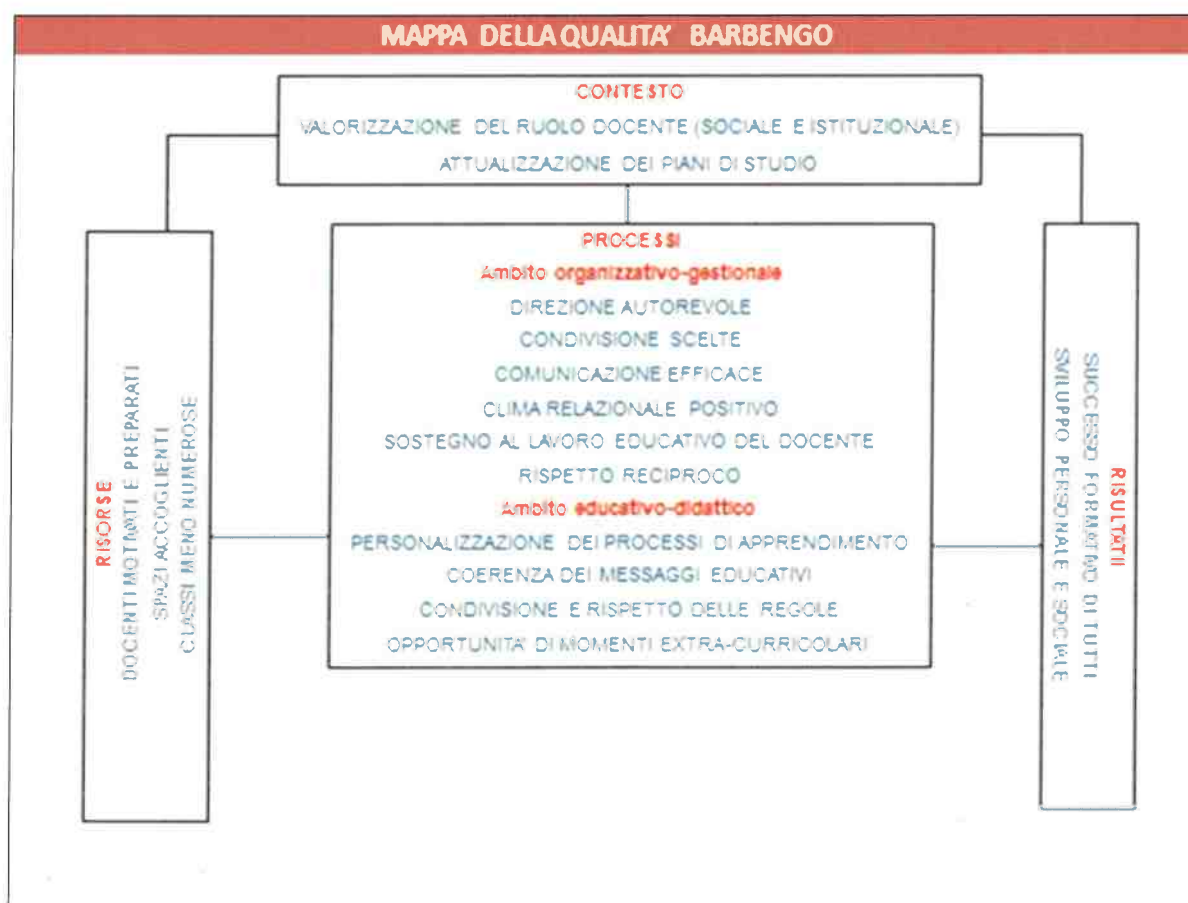 MAPPA DELLA QUALITA' BARBENGO
CONTESTO
VALORIZZAZIONE DEL RUOLO DOCENTE (SOCIALE E ISTITUZIONALE)
ATTUALIZZAZIONE DEI PIANI DI STUDIO
RISORSE
DOCENTI MOTIVATI E PREPARATI
SPAZI ACCOGLIENTI
CLASSI MENO NUMEROSE
PROCESSI
Ambito organizzativo-gestionale
DIREZIONE AUTOREVOLE
CONDIVISIONE SCELTE
COMUNICAZIONE EFFICACE
CLIMA RELAZIONALE POSITIVO
SOSTEGNO AL LAVORO EDUCATIVO DEL DOCENTE
RISPETTO RECIPROCO
Ambito educativo-didattico
PERSONALIZZAZIONE DEI PROCESSI DI APPRENDIMENTO
COERENZA DEI MESSAGGI EDUCATIVI
CONDIVISIONE E RISPETTO DELLE REGOLE
OPPORTUNITA' DI MOMENTI EXTRA-CURRICOLARI
RISULTATII
SUCCESSO FORMATIVO DI TUTTI
SVILUPPO PERSONALE E SOCIALE